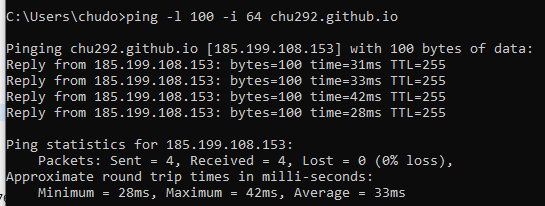 C:\Users\chudo>ping -l 100 -i 64 chu292.github.io
Pinging chu292.github.io [185.199.108.153] with 100 bytes of data:
Reply from 185.199.108.153: bytes=100 time=31ms TTL=255
Reply from 185.199.108.153: bytes=100 time=33ms TTL=255
Reply from 185.199.108.153: bytes=100 time=42ms TTL=255
Reply from 185.199.108.153: bytes=100 time=28ms TTL=255
Ping statistics for 185.199.108.153:
    Packets: Sent = 4, Received = 4, Lost = 0 (0% loss),
Approximate round trip times in milli-seconds:
    Minimum = 28ms, Maximum = 42ms, Average = 33ms